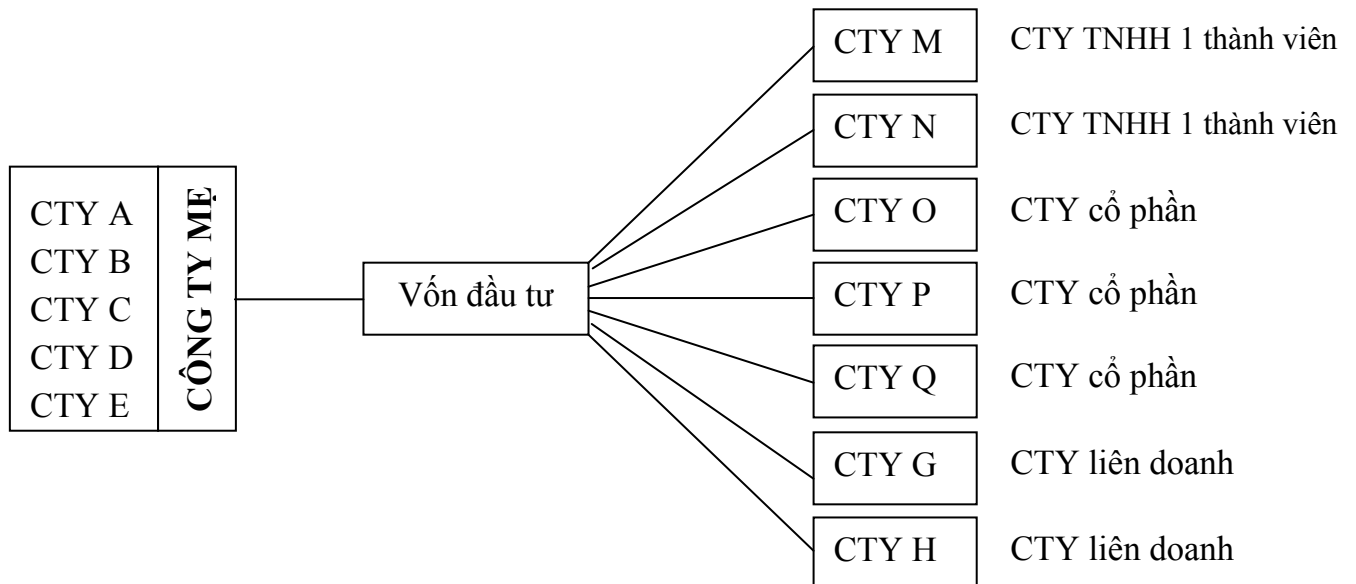 CTY A
CTY B
CTY C
CTY D
CTY E
CÔNG TY MẸ
Vốn đầu tư
CTY M CTY TNHH 1 thành viên
CTY N CTY TNHH 1 thành viên
CTY O CTY cổ phần
CTY P CTY cổ phần
CTY Q CTY cổ phần
CTY G CTY liên doanh
CTY H CTY liên doanh